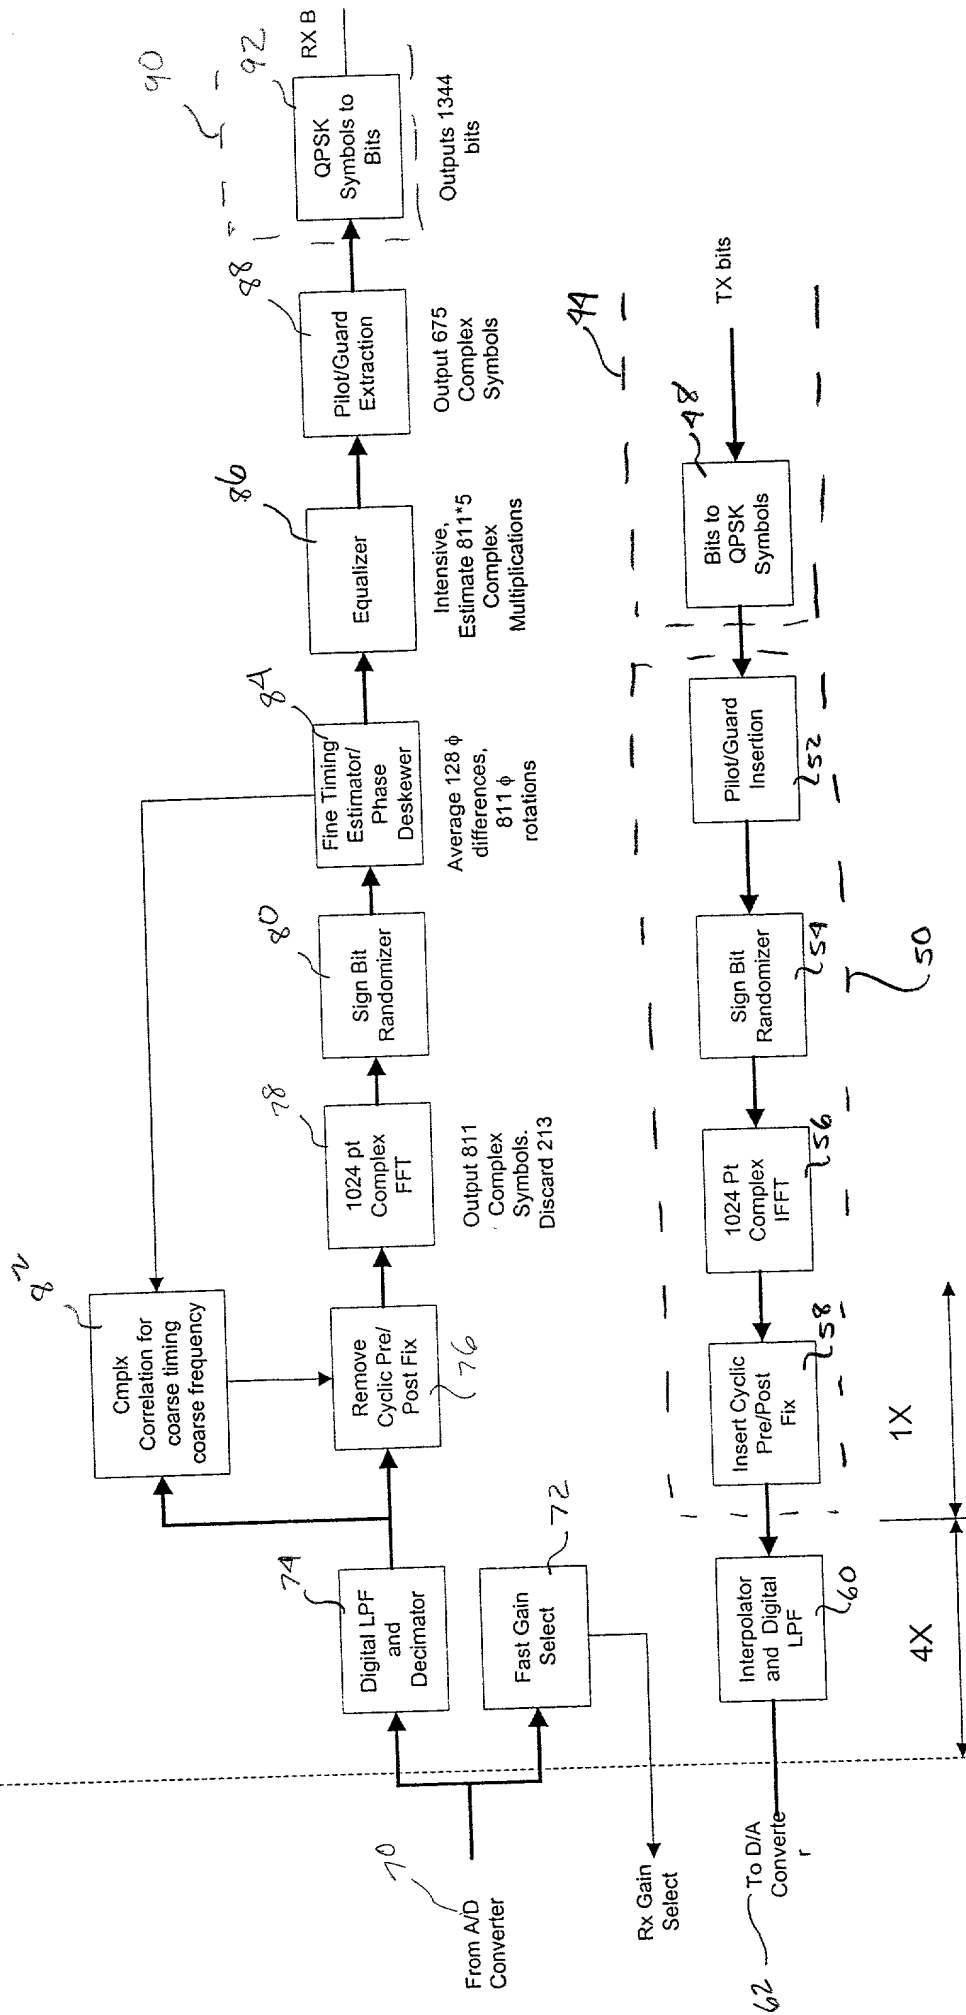 90
92
RX B
QPSK
Symbols to
Bits
Outputs 1344
bits
88
Pilot/Guard
Extraction
Output 675
Complex
Symbols
86
Equalizer
Intensive,
Estimate 811*5
Complex
Multiplications
84
Fine Timing
Estimator/
Phase
Deskewer
Average 128 ϕ
differences,
811 ϕ
rotations
80
Sign Bit
Randomizer
78
1024 pt
Complex
FFT
Output 811
Complex
Symbols.
Discard 213
82
Cmplx
Correlation for
coarse timing
coarse frequency
Remove
Cyclic Pre/
Post Fix
76
74
Digital LPF
and
Decimator
72
Fast Gain
Select
70
From A/D
Converter
Rx Gain
Select
44
TX bits
48
Bits to
QPSK
Symbols
Pilot/Guard
Insertion
52
Sign Bit
Randomizer
54
50
1024 Pt
Complex
IFFT
56
Insert Cyclic
Pre/Post
Fix
58
Interpolator
and Digital
LPF
60
62
To D/A
Converte
r
4X
1X